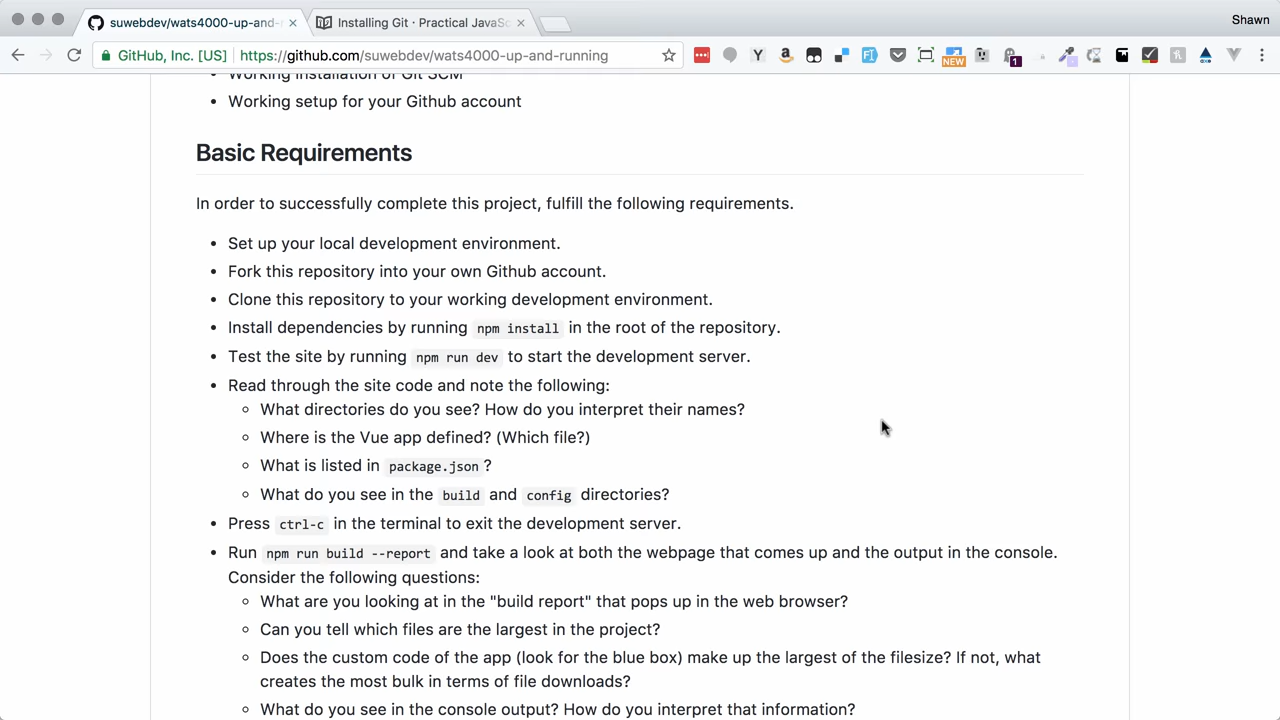 suwebdev/wats4000-up-and-
Installing Git · Practical JavaSc
Shawn
GitHub, Inc. [US]
https://github.com/suwebdev/wats4000-up-and-running
NEW
1
Working installation of Git SCM
Working setup for your Github account
Basic Requirements
In order to successfully complete this project, fulfill the following requirements.
Set up your local development environment.
Fork this repository into your own Github account.
Clone this repository to your working development environment.
Install dependencies by running npm install in the root of the repository.
Test the site by running npm run dev to start the development server.
Read through the site code and note the following:
What directories do you see? How do you interpret their names?
Where is the Vue app defined? (Which file?)
What is listed in package.json ?
What do you see in the build and config directories?
Press ctrl-c in the terminal to exit the development server.
Run npm run build --report and take a look at both the webpage that comes up and the output in the console.
Consider the following questions:
What are you looking at in the "build report" that pops up in the web browser?
Can you tell which files are the largest in the project?
Does the custom code of the app (look for the blue box) make up the largest of the filesize? If not, what
creates the most bulk in terms of file downloads?
What do you see in the console output? How do you interpret that information?